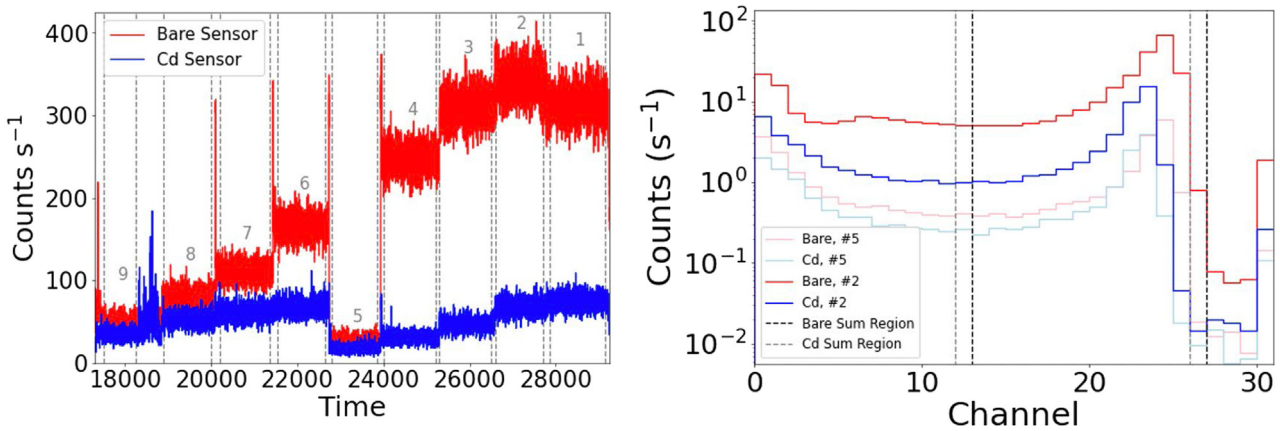 400
300
200
100
0
Counts s⁻¹
Bare Sensor
Cd Sensor
9
8
7
6
5
4
3
2
1
18000 20000 22000 24000 26000 28000
Time
10²
10¹
10⁰
10⁻¹
10⁻²
Counts (s⁻¹)
Bare, #5
Cd, #5
Bare, #2
Cd, #2
Bare Sum Region
Cd Sum Region
0 10 20 30
Channel